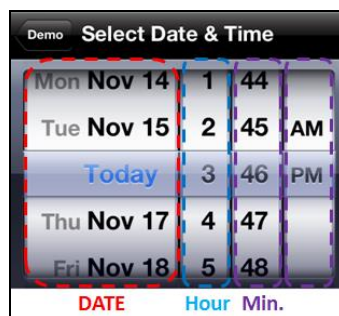 Demo Select Date & Time
Mon Nov 14 1 44
Tue Nov 15 2 45 AM
Today 3 46 PM
Thu Nov 17 4 47
Fri Nov 18 5 48
DATE Hour Min.